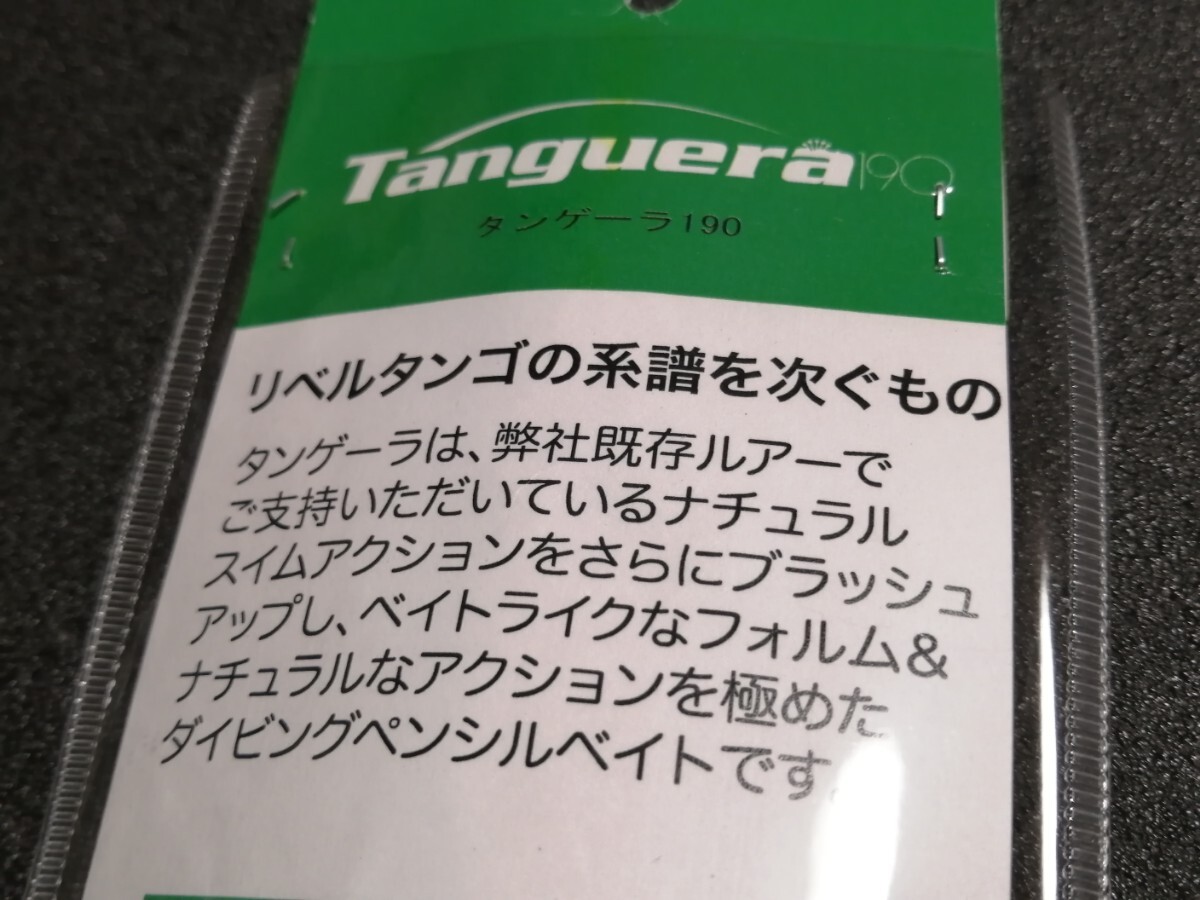 Tanguera190
タンゲーラ190
リベルタンゴの系譜を次ぐもの
タンゲーラは、弊社既存ルアーで
ご支持いただいているナチュラル
スイムアクションをさらにブラッシュ
アップし、ベイトライクなフォルム&
ナチュラルなアクションを極めた
ダイビングペンシルベイトです。